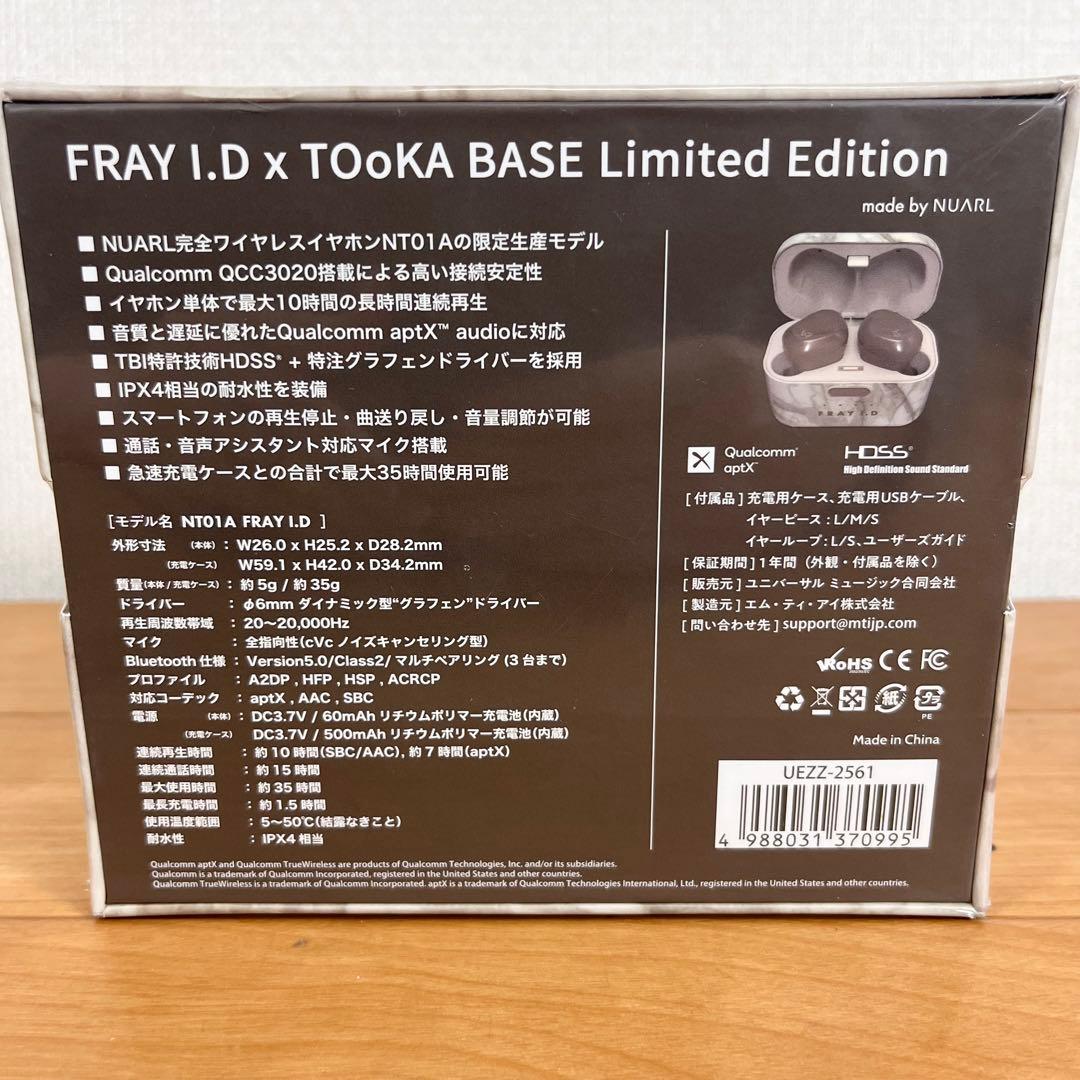 FRAY I.D x TOoKA BASE Limited Edition
made by NUARL
■ NUARL完全ワイヤレスイヤホンNT01Aの限定生産モデル
■ Qualcomm QCC3020搭載による高い接続安定性
■ イヤホン単体で最大10時間の長時間連続再生
■ 音質と遅延に優れたQualcomm aptX™ audioに対応
■ TBI特許技術HDSS® + 特注グラフェンドライバーを採用
■ IPX4相当の耐水性を装備
■ スマートフォンの再生停止・曲送り戻し・音量調節が可能
■ 通話・音声アシスタント対応マイク搭載
■ 急速充電ケースとの合計で最大35時間使用可能
[モデル名 NT01A FRAY I.D ]
外形寸法 (本体) : W26.0 x H25.2 x D28.2mm
(充電ケース) W59.1 x H42.0 x D34.2mm
質量(本体 / 充電ケース) : 約5g / 約35g
ドライバー : φ6mm ダイナミック型“グラフェン”ドライバー
再生周波数帯域 : 20〜20,000Hz
マイク : 全指向性(cVc ノイズキャンセリング型)
Bluetooth 仕様 : Version5.0/Class2/ マルチペアリング (3 台まで)
プロファイル : A2DP , HFP , HSP , ACRCP
対応コーデック : aptX , AAC , SBC
電源 (本体) : DC3.7V / 60mAh リチウムポリマー充電池(内蔵)
(充電ケース) DC3.7V / 500mAh リチウムポリマー充電池(内蔵)
連続再生時間 : 約 10 時間(SBC/AAC), 約 7 時間(aptX)
連続通話時間 : 約 15 時間
最大使用時間 : 約 35 時間
最長充電時間 : 約 1.5 時間
使用温度範囲 : 5〜50℃(結露なきこと)
耐水性 : IPX4 相当
FRAY I.D
Qualcomm® aptX™
HDSS®
High Definition Sound Standard
[ 付属品 ] 充電用ケース、充電用USBケーブル、
イヤーピース : L/M/S
イヤーループ : L/S、ユーザーズガイド
[ 保証期間 ] 1年間（外観・付属品を除く）
[ 販売元 ] ユニバーサル ミュージック合同会社
[ 製造元 ] エム・ティ・アイ株式会社
[ 問い合わせ先 ] support@mtijp.com
RoHS CE FC
紙 プラ
PE
Made in China
UEZZ-2561
4 988031 370995
Qualcomm aptX and Qualcomm TrueWireless are products of Qualcomm Technologies, Inc. and/or its subsidiaries.
Qualcomm is a trademark of Qualcomm Incorporated, registered in the United States and other countries.
Qualcomm TrueWireless is a trademark of Qualcomm Incorporated. aptX is a trademark of Qualcomm Technologies International, Ltd., registered in the United States and other countries.